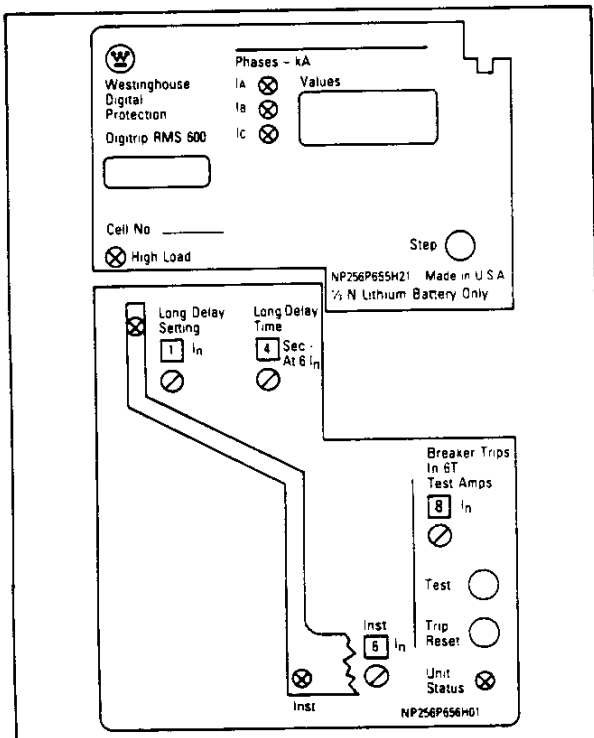 W
Westinghouse
Digital
Protection
Digitrip RMS 600
Phases - kA
IA
IB
IC
Values
Cell No
High Load
Step
NP256P655H21 Made in U.S.A
⅓ N Lithium Battery Only
Long Delay
Setting
1 In
Long Delay
Time
4 Sec -
At 6 In
Breaker Trips
In 6T
Test Amps
8 In
Test
Trip
Reset
Inst
6 In
Unit
Status
Inst
NP256P656H01